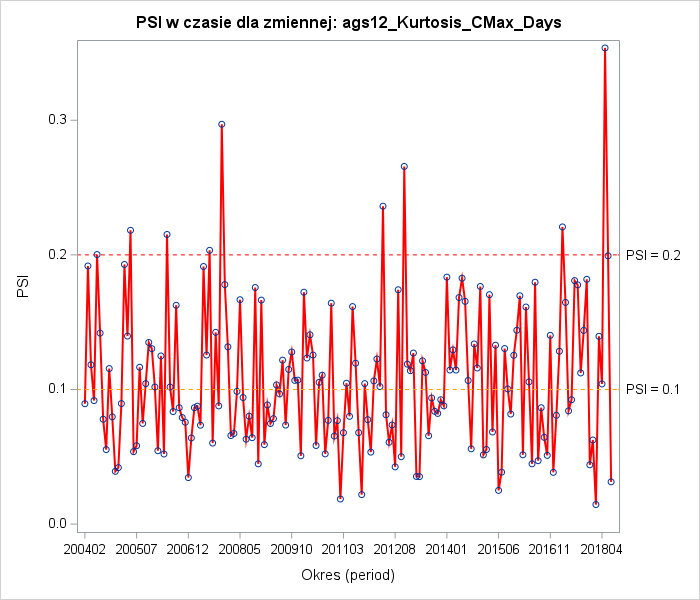 PSI w czasie dla zmiennej: ags12_Kurtosis_CMax_Days
0.3
0.2
PSI = 0.2
PSI
0.1
PSI = 0.1
0.0
200402 200507 200612 200805 200910 201103 201208 201401 201506 201611 201804
Okres (period)